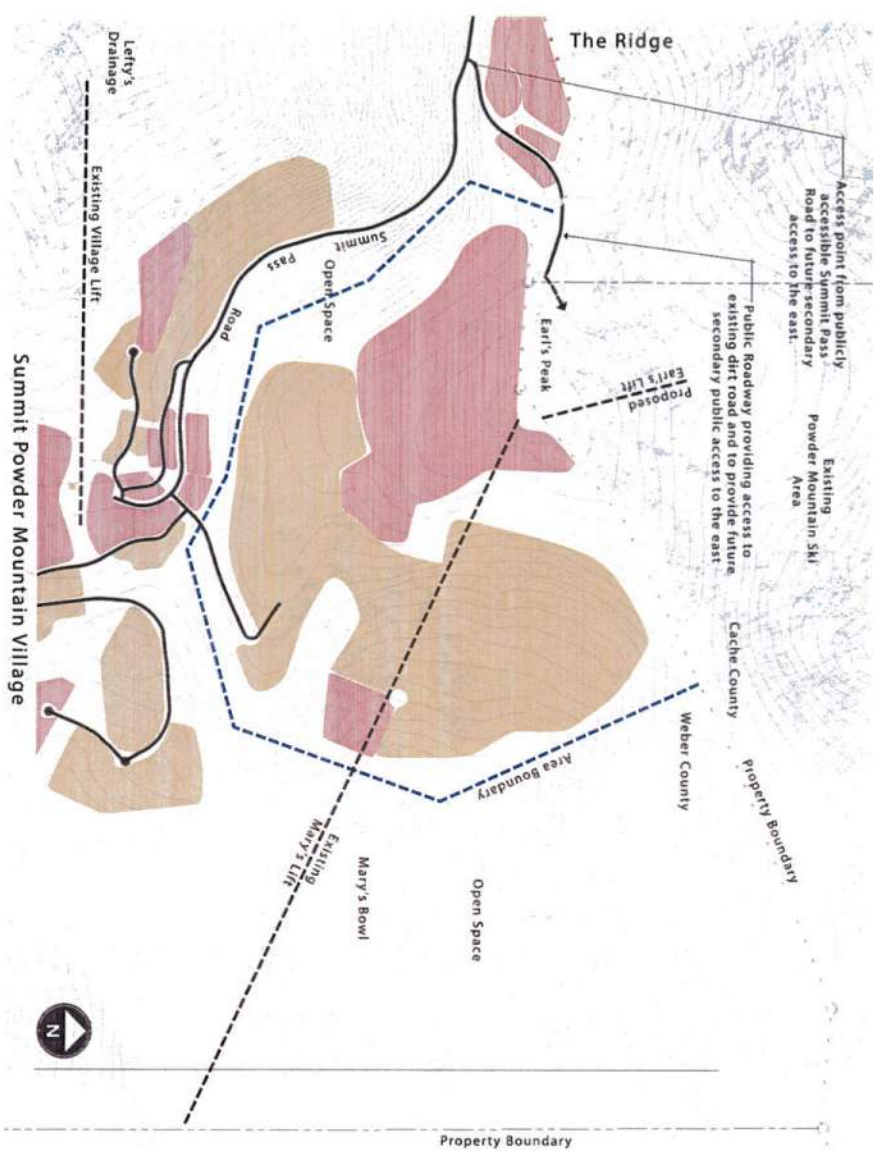 The Ridge
Lefty's
Drainage
Existing Village Lift
Summit
Pass
Road
Open Space
Earl's Peak
Proposed
Earl's Lift
Access point from publicly
accessible Summit Pass
Road to future secondary
access to the east.
Public Roadway providing access to
existing dirt road and to provide future
secondary public access to the east
Existing
Powder Mountain Ski
Area
Cache County
Weber County
Property Boundary
Area Boundary
Existing
Mary's Lift
Mary's Bowl
Open Space
Summit Powder Mountain Village
N
Property Boundary